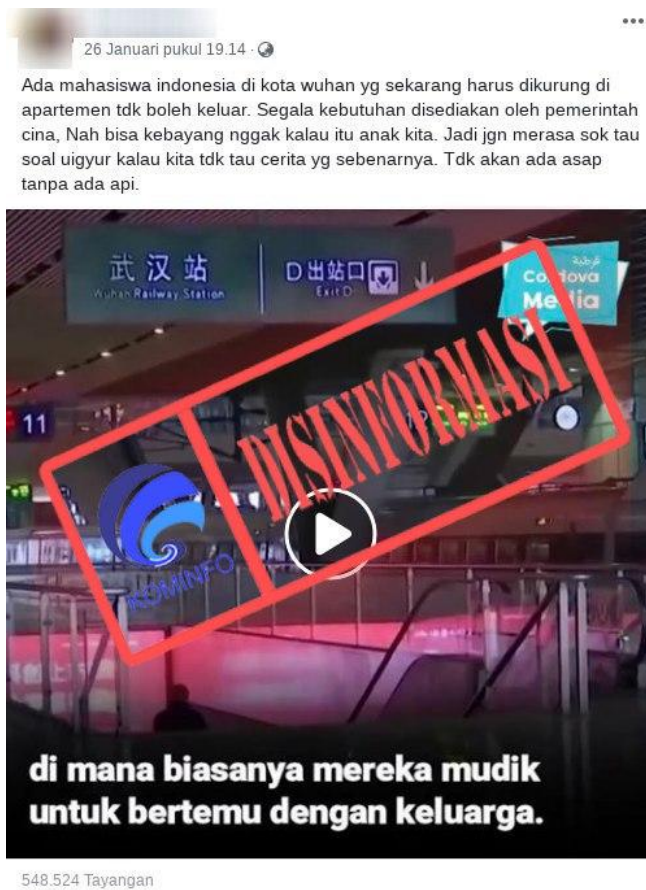 26 Januari pukul 19.14 ·
Ada mahasiswa indonesia di kota wuhan yg sekarang harus dikurung di
apartemen tdk boleh keluar. Segala kebutuhan disediakan oleh pemerintah
cina, Nah bisa kebayang nggak kalau itu anak kita. Jadi jgn merasa sok tau
soal uigyur kalau kita tdk tau cerita yg sebenarnya. Tdk akan ada asap
tanpa ada api.
武汉站
Wuhan Railway Station
D出站口
Exit D
قرطبة
Cordova
Media
11
12
DISINFORMASI
KOMINFO
di mana biasanya mereka mudik
untuk bertemu dengan keluarga.
548.524 Tayangan